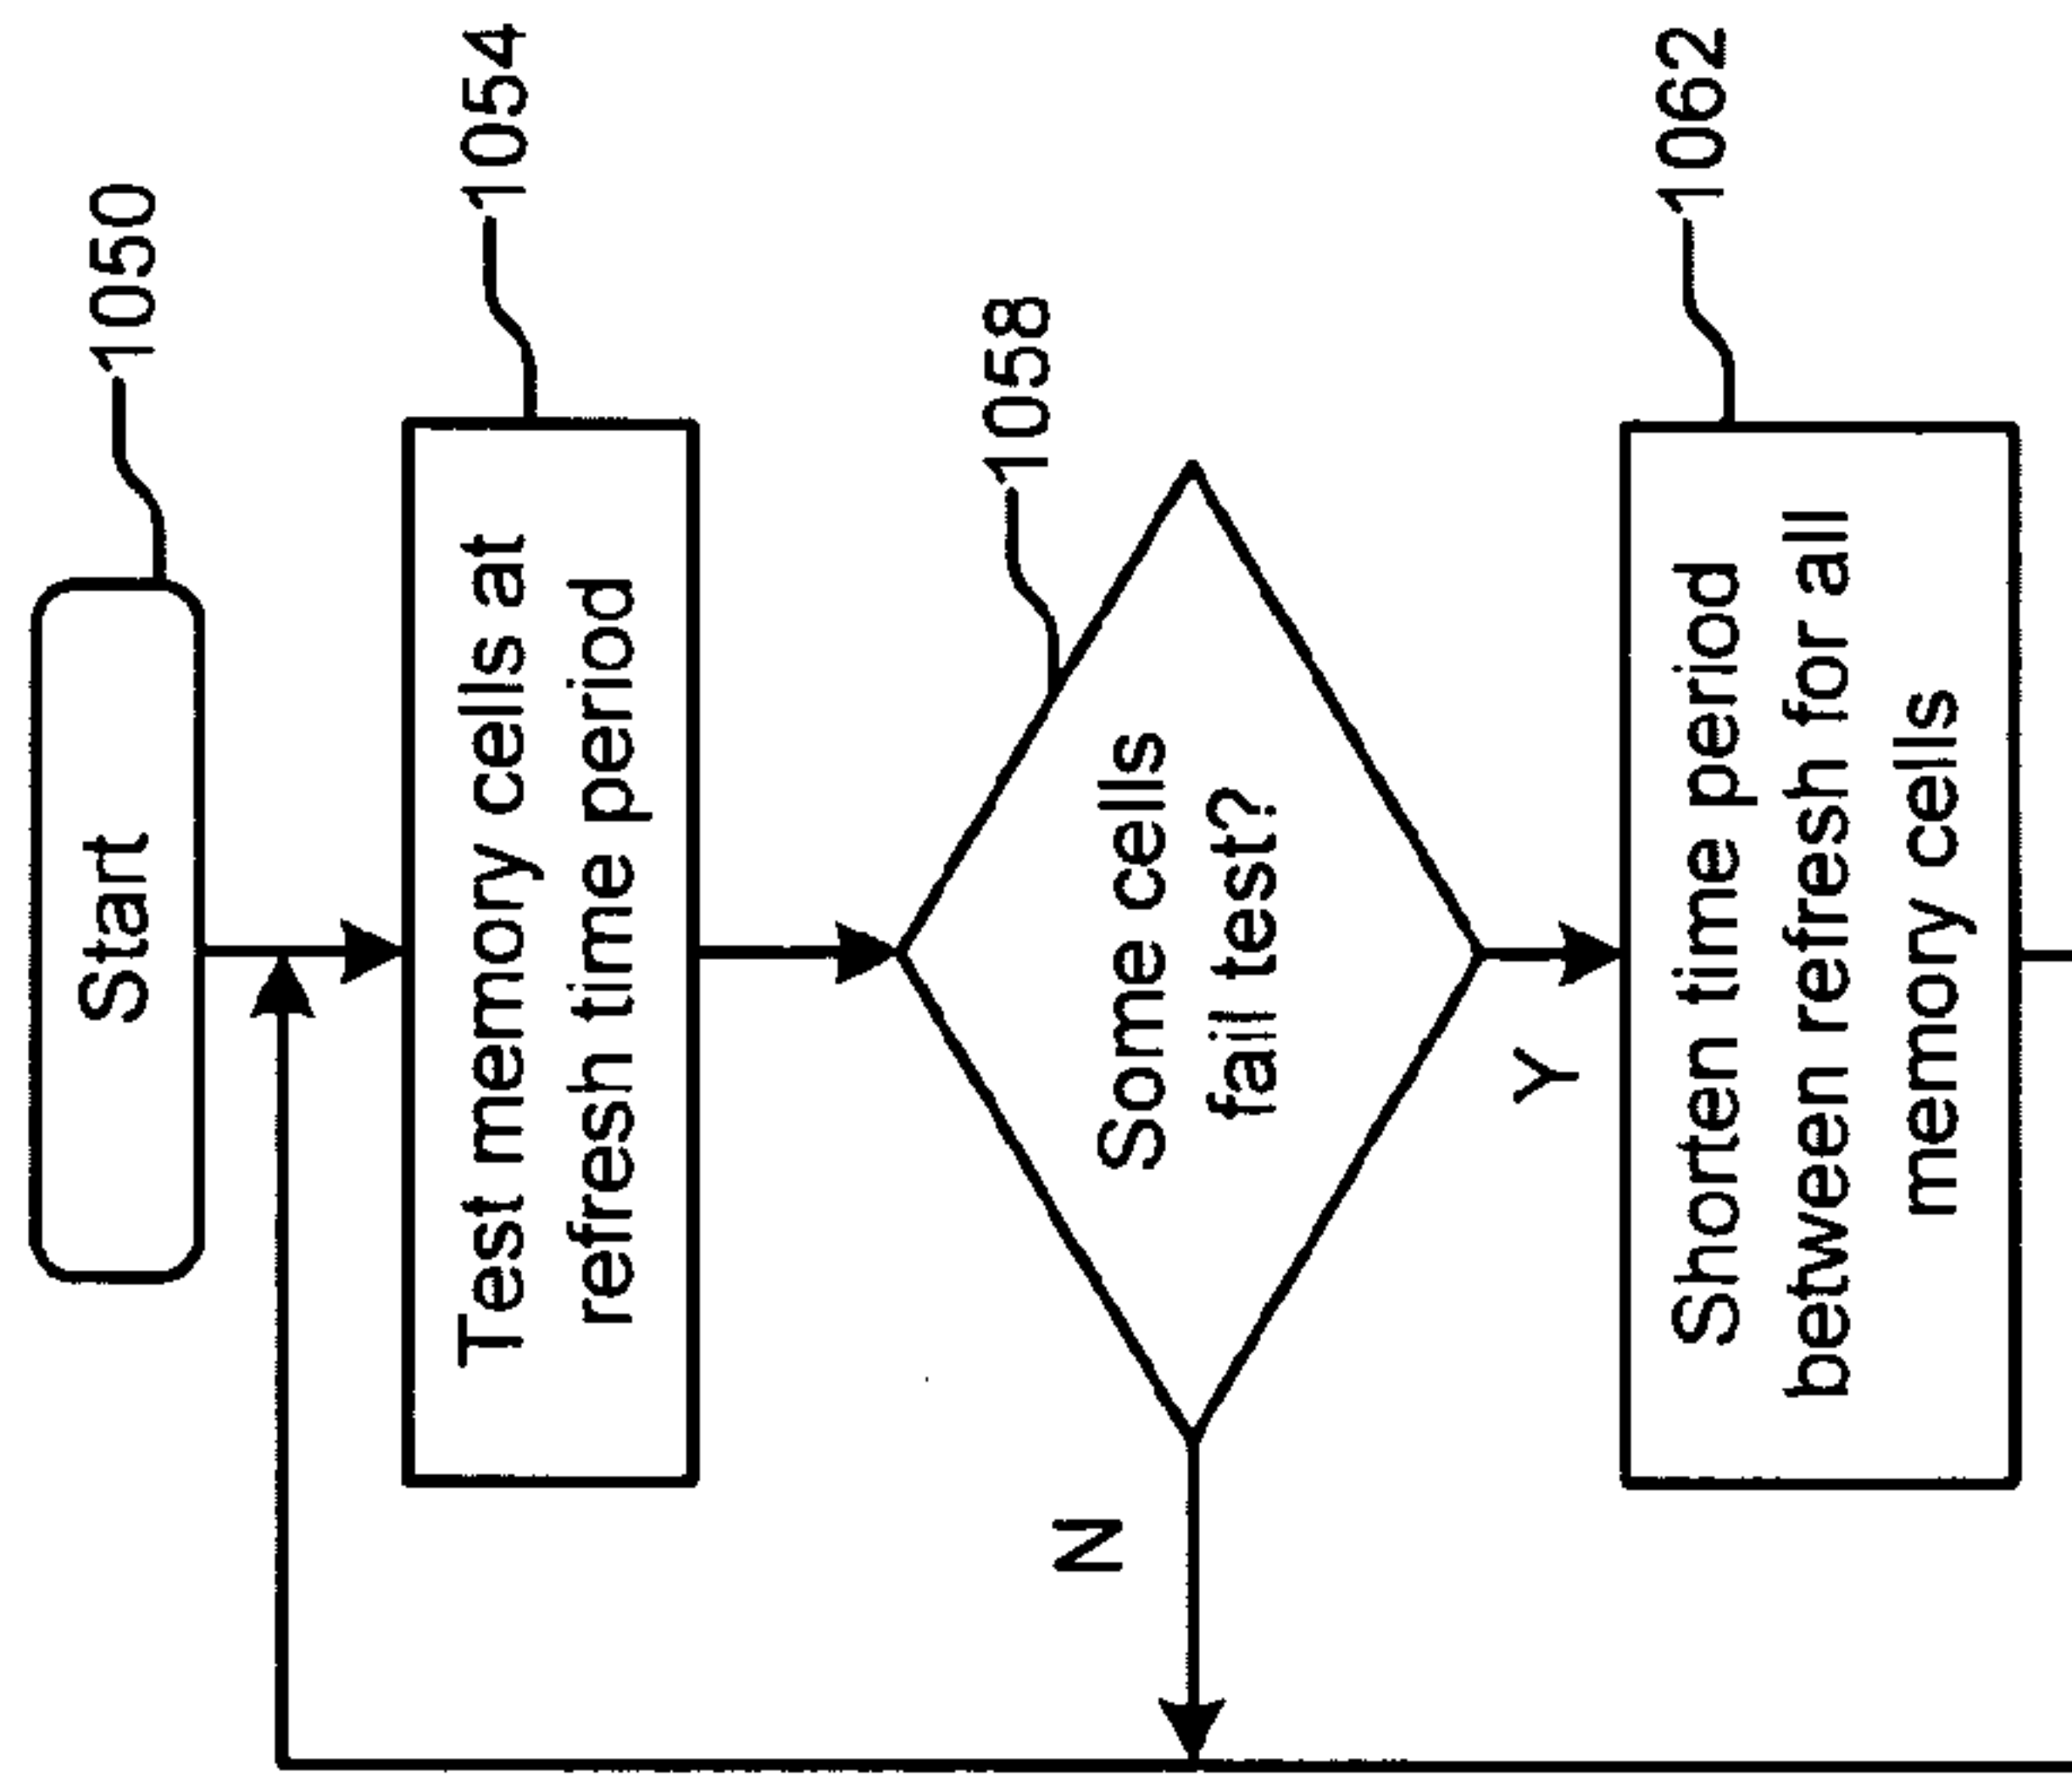 1050
Start
1054
Test memory cells at
refresh time period
1058
Some cells
fail test?
N
Y
1062
Shorten time period
between refresh for all
memory cells